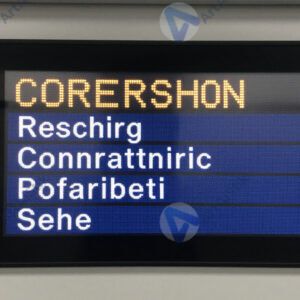 CORERSHON
Reschirg
Connrattniric
Pofaribeti
Sehe